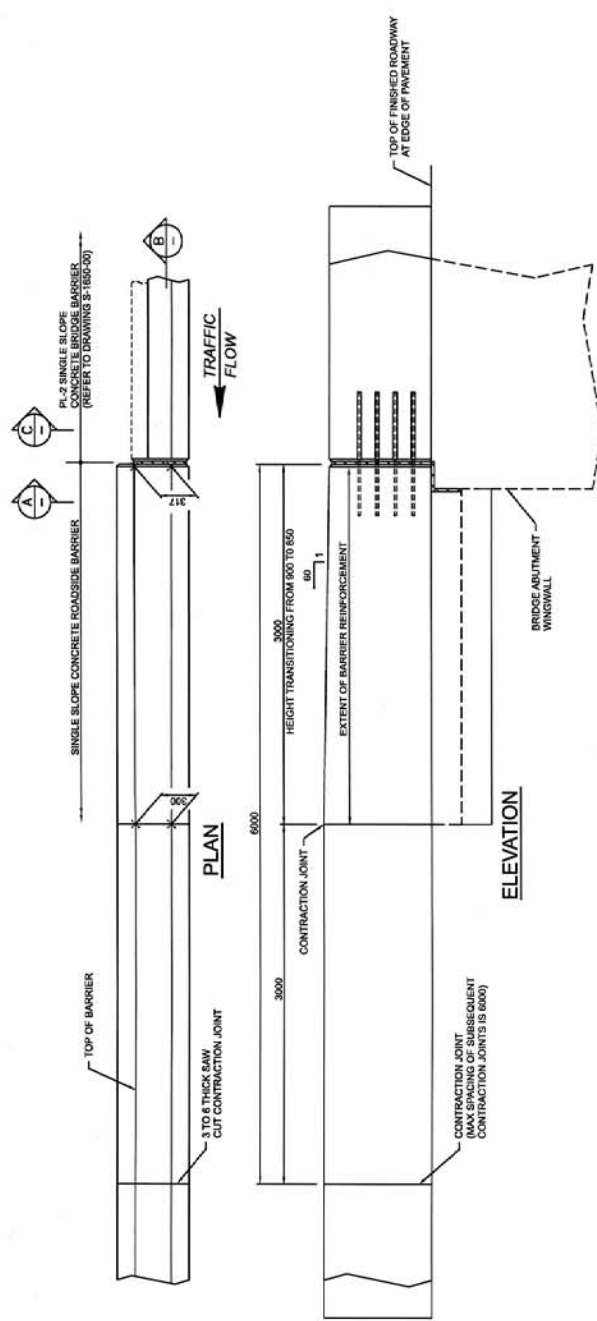 SINGLE SLOPE CONCRETE ROADSIDE BARRIER
A
–
C
–
PL-2 SINGLE SLOPE
CONCRETE BRIDGE BARRIER
(REFER TO DRAWING S-1650-00)
B
–
TOP OF BARRIER
300
317
TRAFFIC
FLOW
3 TO 6 THICK SAW
CUT CONTRACTION JOINT
PLAN
6000
3000
3000
HEIGHT TRANSITIONING FROM 900 TO 850
60
1
CONTRACTION JOINT
EXTENT OF BARRIER REINFORCEMENT
TOP OF FINISHED ROADWAY
AT EDGE OF PAVEMENT
CONTRACTION JOINT
(MAX SPACING OF SUBSEQUENT
CONTRACTION JOINTS IS 6000)
BRIDGE ABUTMENT
WINGWALL
ELEVATION